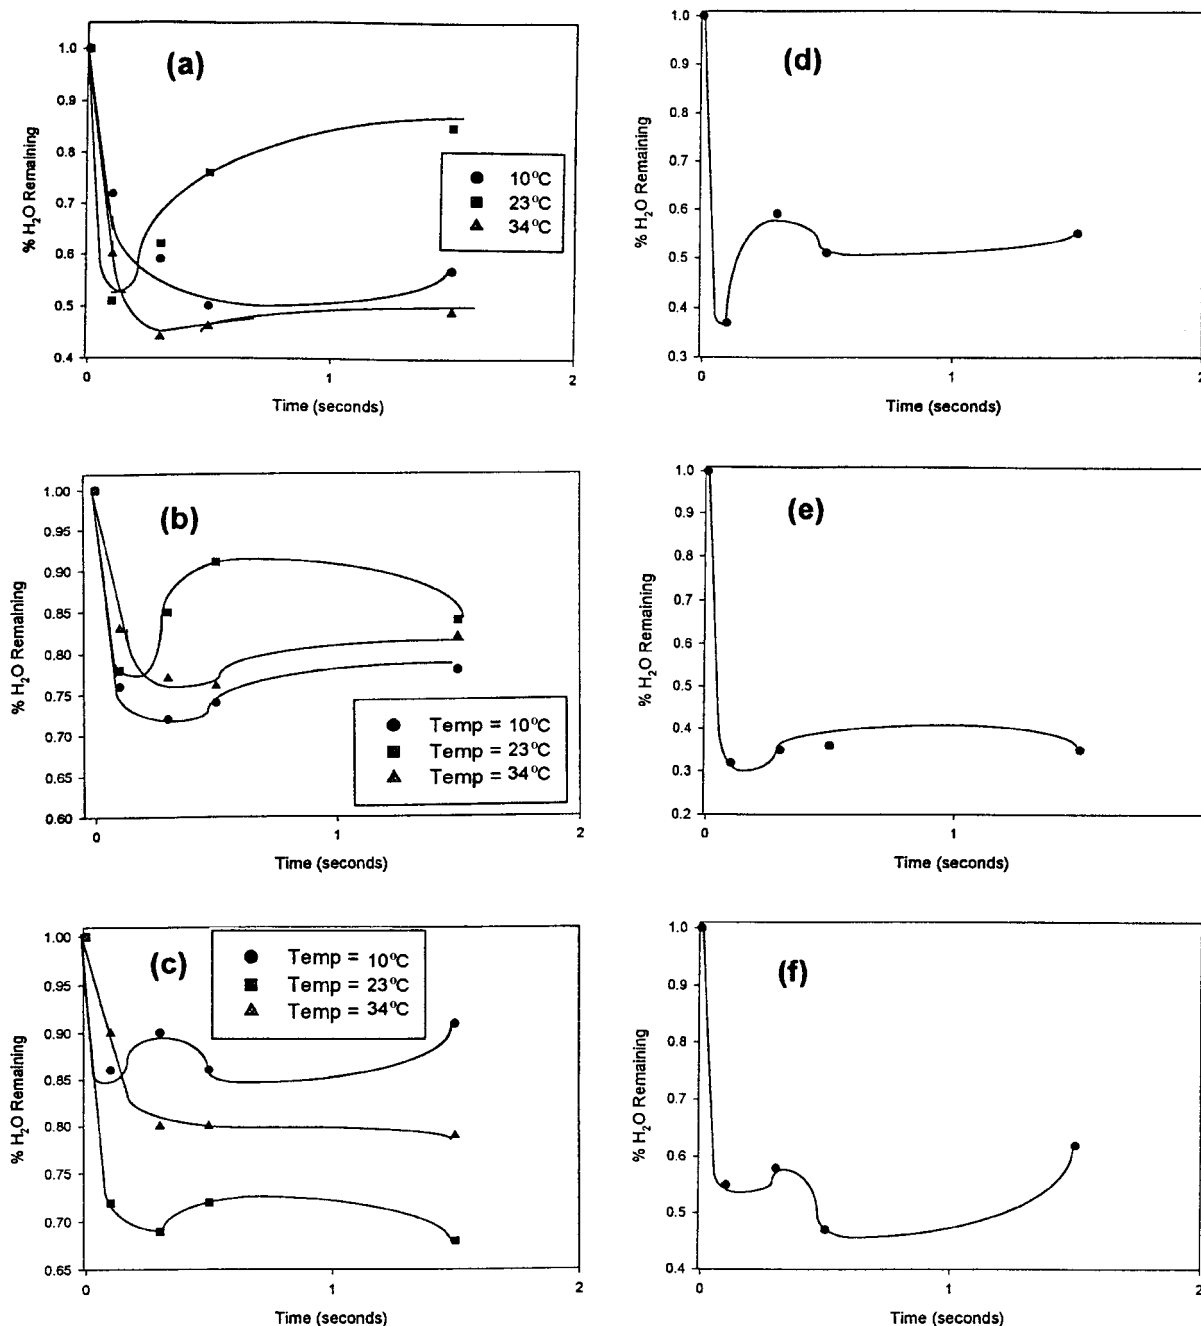 (a)
1.0
0.9
0.8
0.7
0.6
0.5
0.4
% H₂O Remaining
10°C
23°C
34°C
0
1
2
Time (seconds)
(d)
1.0
0.9
0.8
0.7
0.6
0.5
0.4
0.3
% H₂O Remaining
0
1
2
Time (seconds)
(b)
1.00
0.95
0.90
0.85
0.80
0.75
0.70
0.65
0.60
% H₂O Remaining
Temp = 10°C
Temp = 23°C
Temp = 34°C
0
1
2
Time (seconds)
(e)
1.0
0.9
0.8
0.7
0.6
0.5
0.4
0.3
0.2
% H₂O Remaining
0
1
2
Time (seconds)
(c)
1.00
0.95
0.90
0.85
0.80
0.75
0.70
0.65
% H₂O Remaining
Temp = 10°C
Temp = 23°C
Temp = 34°C
0
1
2
Time (seconds)
(f)
1.0
0.9
0.8
0.7
0.6
0.5
0.4
% H₂O Remaining
0
1
2
Time (seconds)